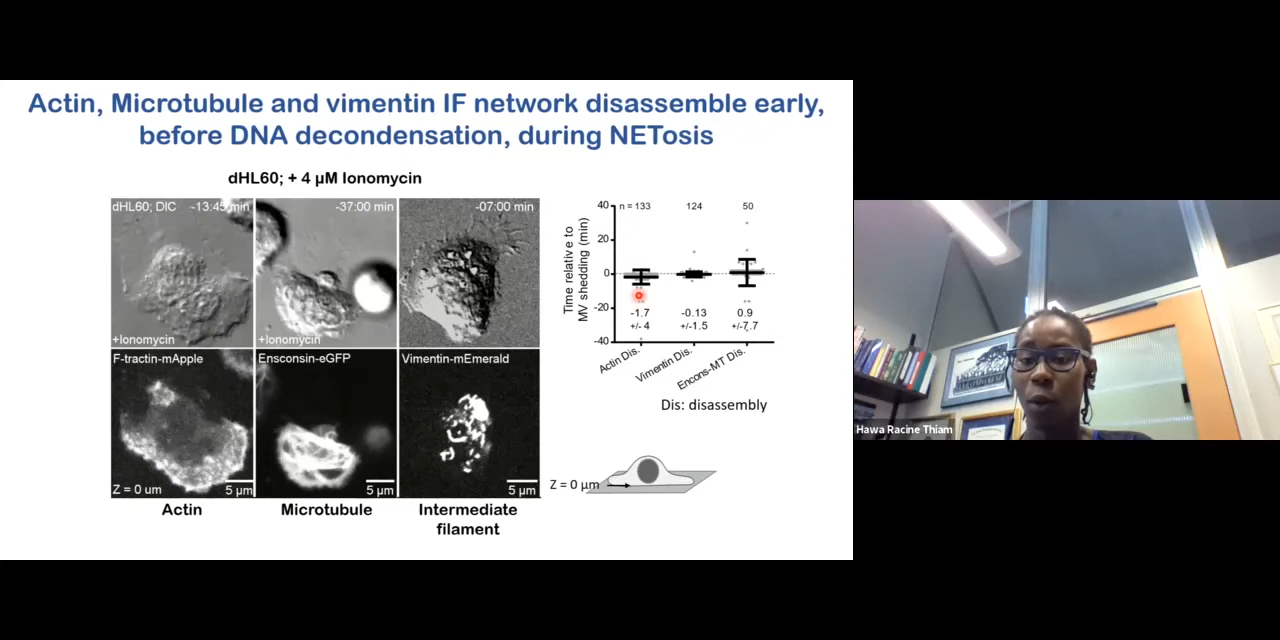 Actin, Microtubule and vimentin IF network disassemble early,
before DNA decondensation, during NETosis
dHL60; + 4 µM Ionomycin
dHL60; DIC -13:45 min
-37:00 min
-07:00 min
+Ionomycin
+Ionomycin
F-tractin-mApple
Ensconsin-eGFP
Vimentin-mEmerald
Z = 0 um
5 µm
5 µm
5 µm
Actin
Microtubule
Intermediate
filament
Time relative to
MV shedding (min)
40
20
0
-20
-40
n = 133
124
50
-1.7
+/- 4
-0.13
+/-1.5
0.9
+/-7.7
Actin Dis.
Vimentin Dis.
Encons-MT Dis.
Dis: disassembly
Z = 0 µm
Hawa Racine Thiam